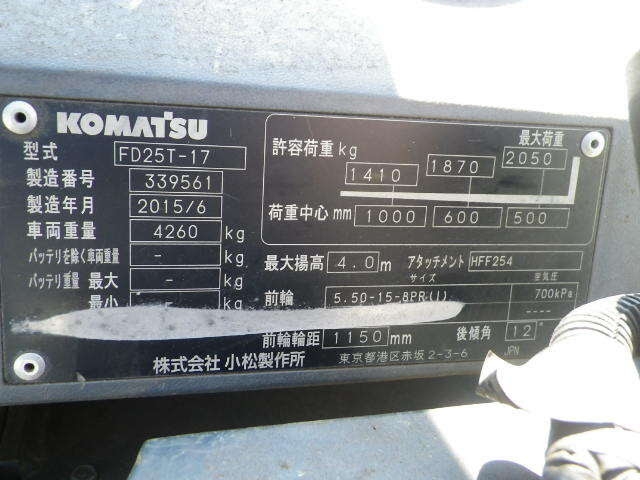 KOMATSU
型式 FD25T-17
製造番号 339561
製造年月 2015/6
車両重量 4260 kg
バッテリを除く車両重量 - kg
バッテリ重量 最大 - kg
最小 kg
株式会社 小松製作所
最大荷重
許容荷重 kg 1410 1870 2050
荷重中心 mm 1000 600 500
最大揚高 4.0 m アタッチメント HFF254
サイズ 空気圧
前輪 5.50-15-8PR(I) 700kPa
----
前輪輪距 1150 mm 後傾角 12°
東京都港区赤坂 2-3-6 JPN